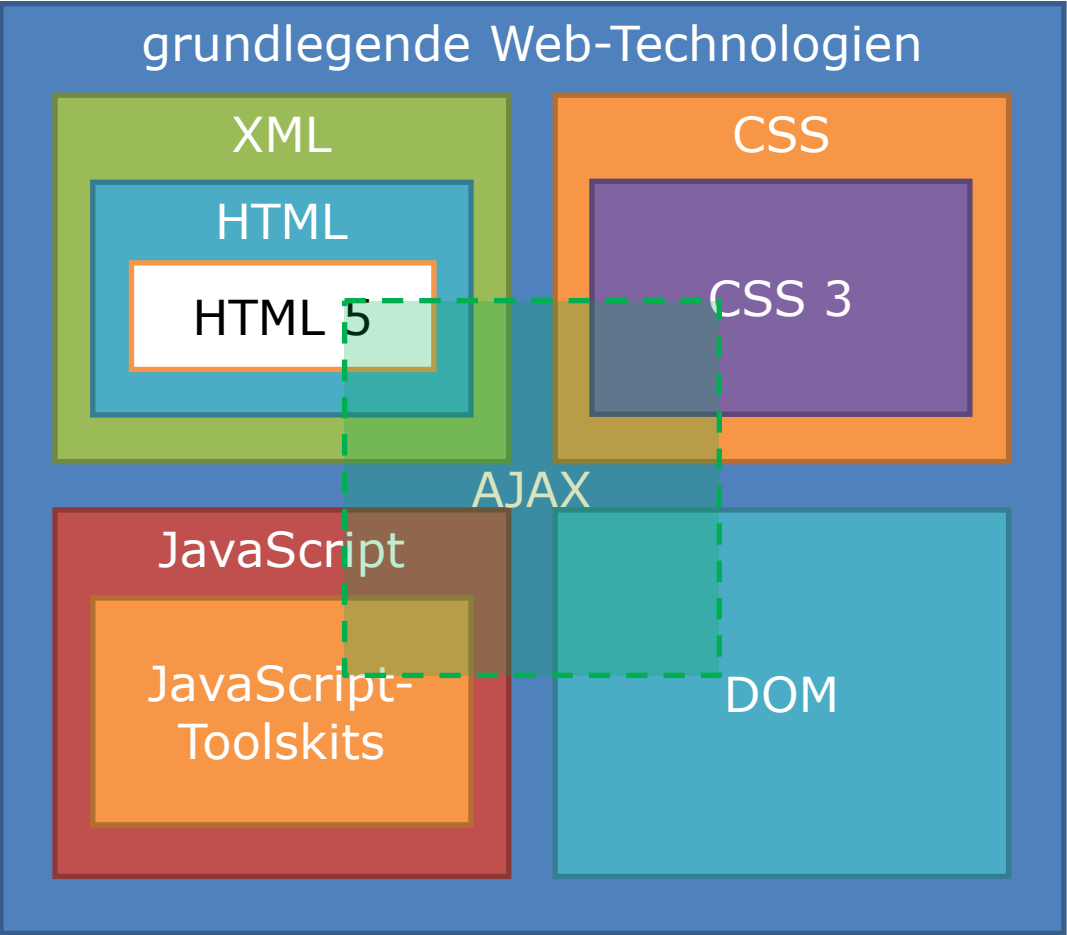 grundlegende Web-Technologien
XML
CSS
HTML
CSS 3
HTML 5
AJAX
JavaScript
JavaScript-
Toolskits
DOM